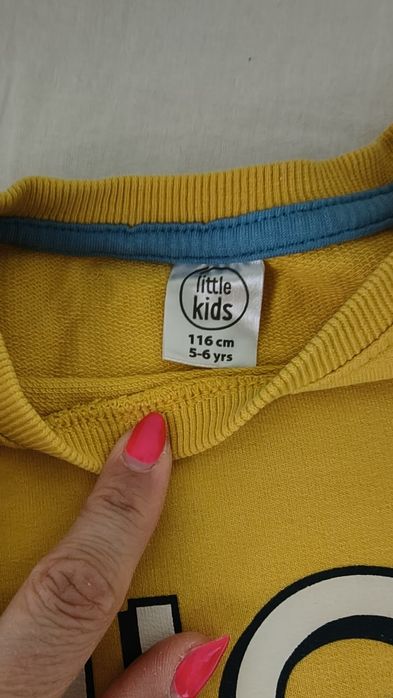 little
kids
116 cm
5-6 yrs